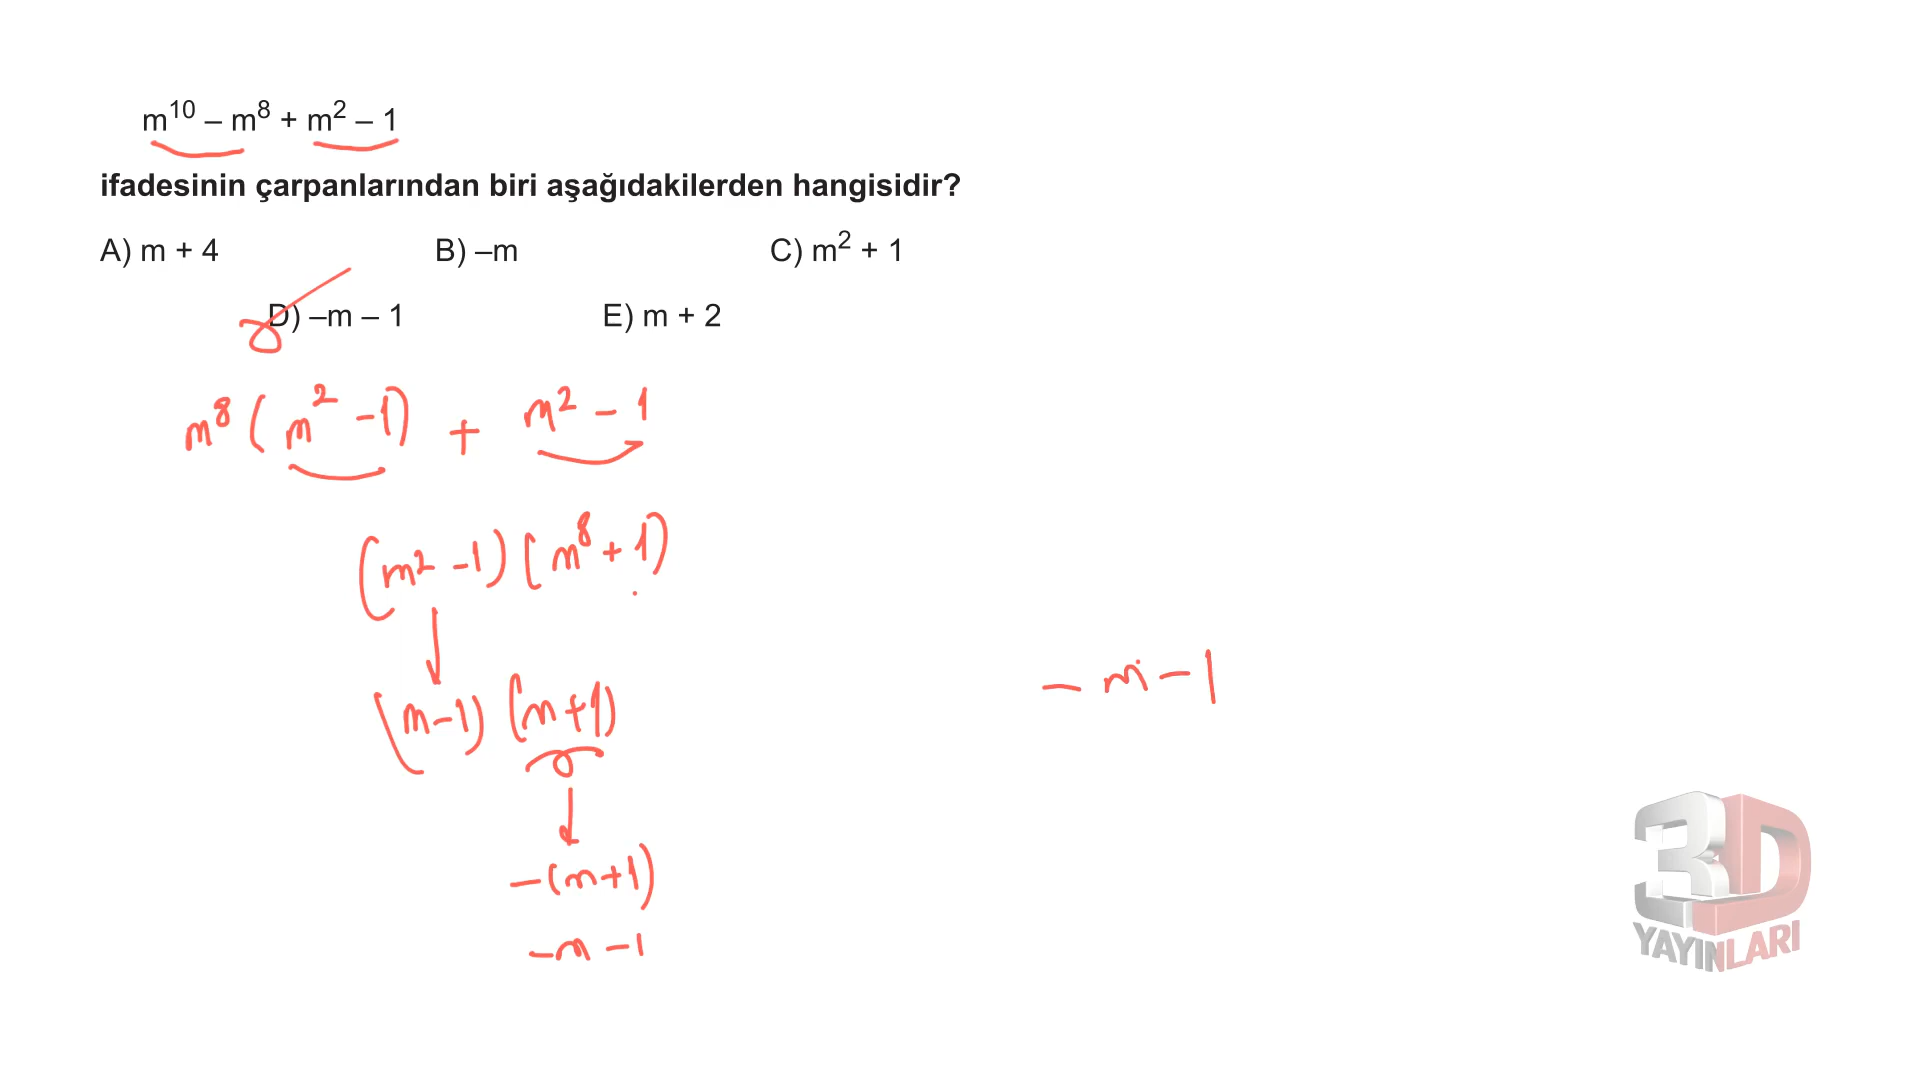 m¹⁰ – m⁸ + m² – 1
ifadesinin çarpanlarından biri aşağıdakilerden hangisidir?
A) m + 4 B) –m C) m² + 1
D) –m – 1 E) m + 2
m⁸ (m² – 1) + m² – 1
(m² – 1) (m⁸ + 1)
(m – 1) (m + 1)
– m – 1
– (m + 1)
– m – 1
3D
YAYINLARI